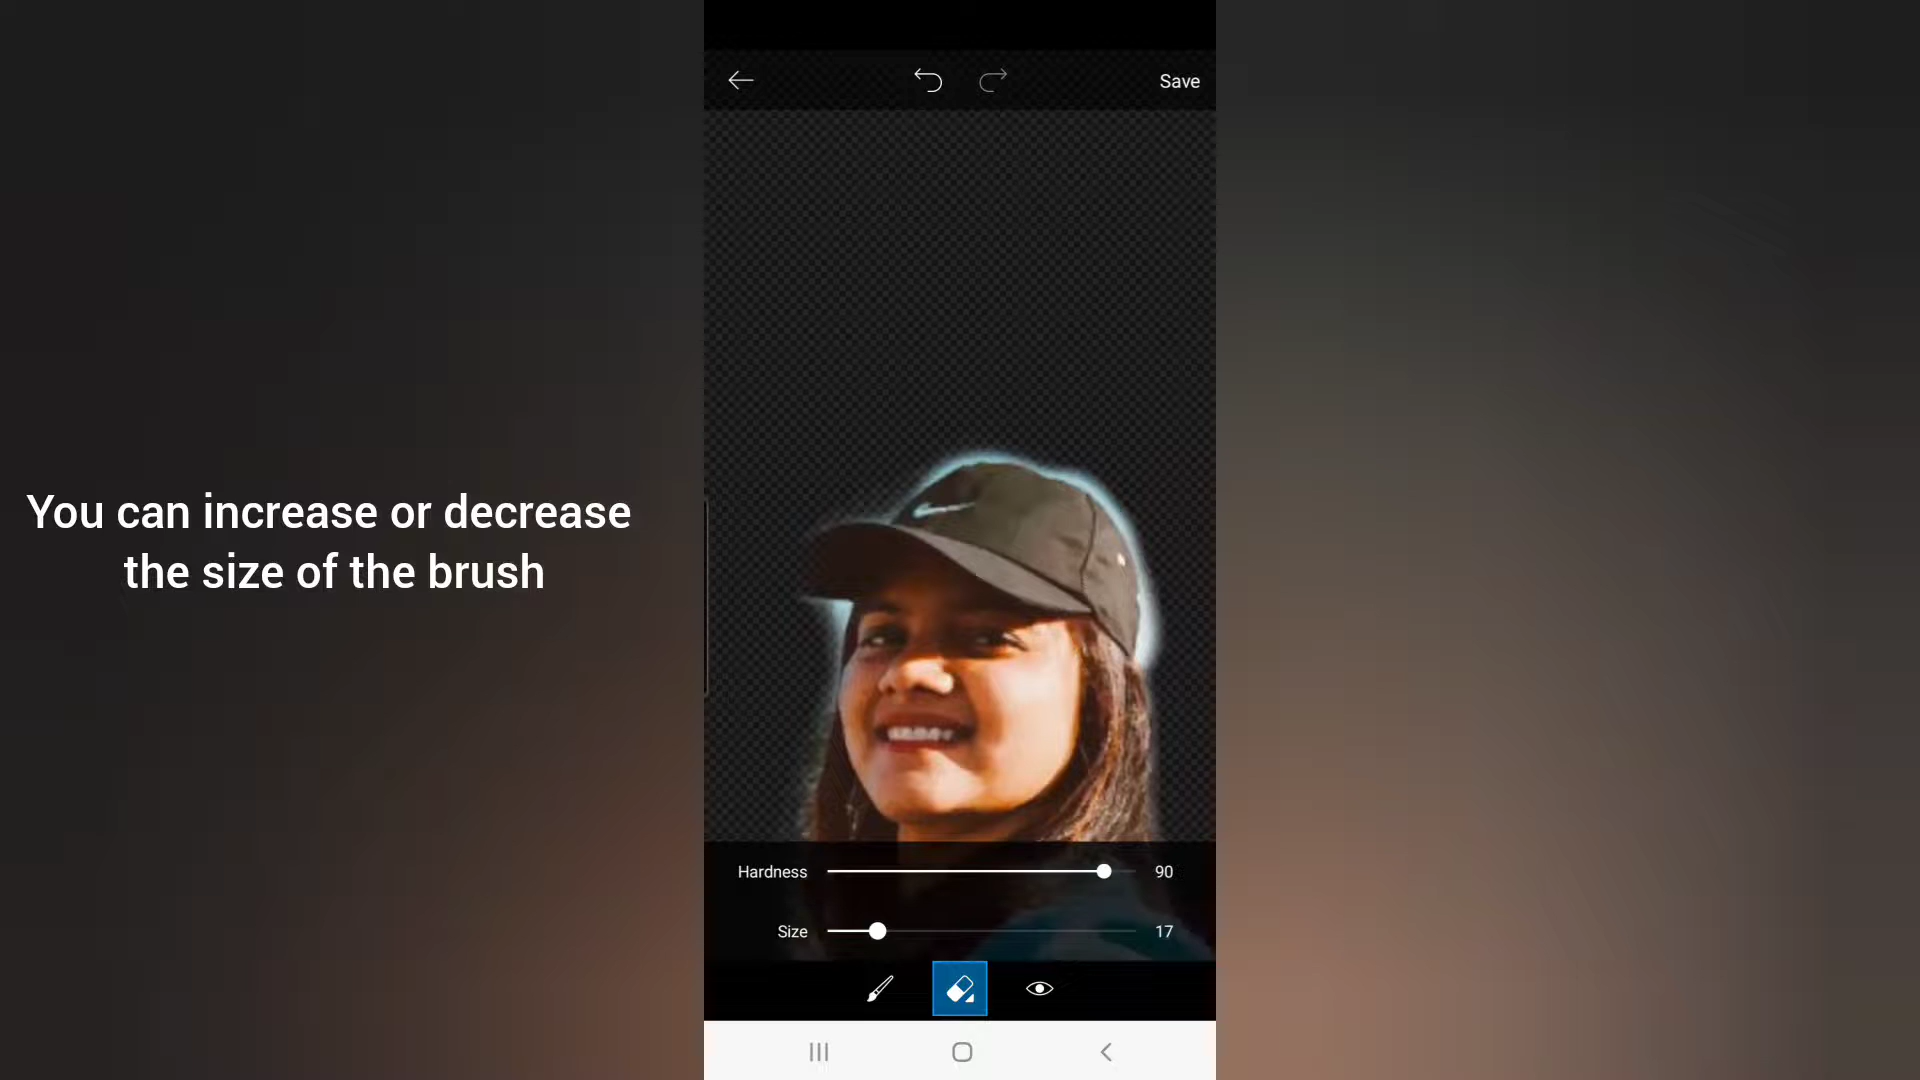 Save
You can increase or decrease
the size of the brush
Hardness 90
Size 17